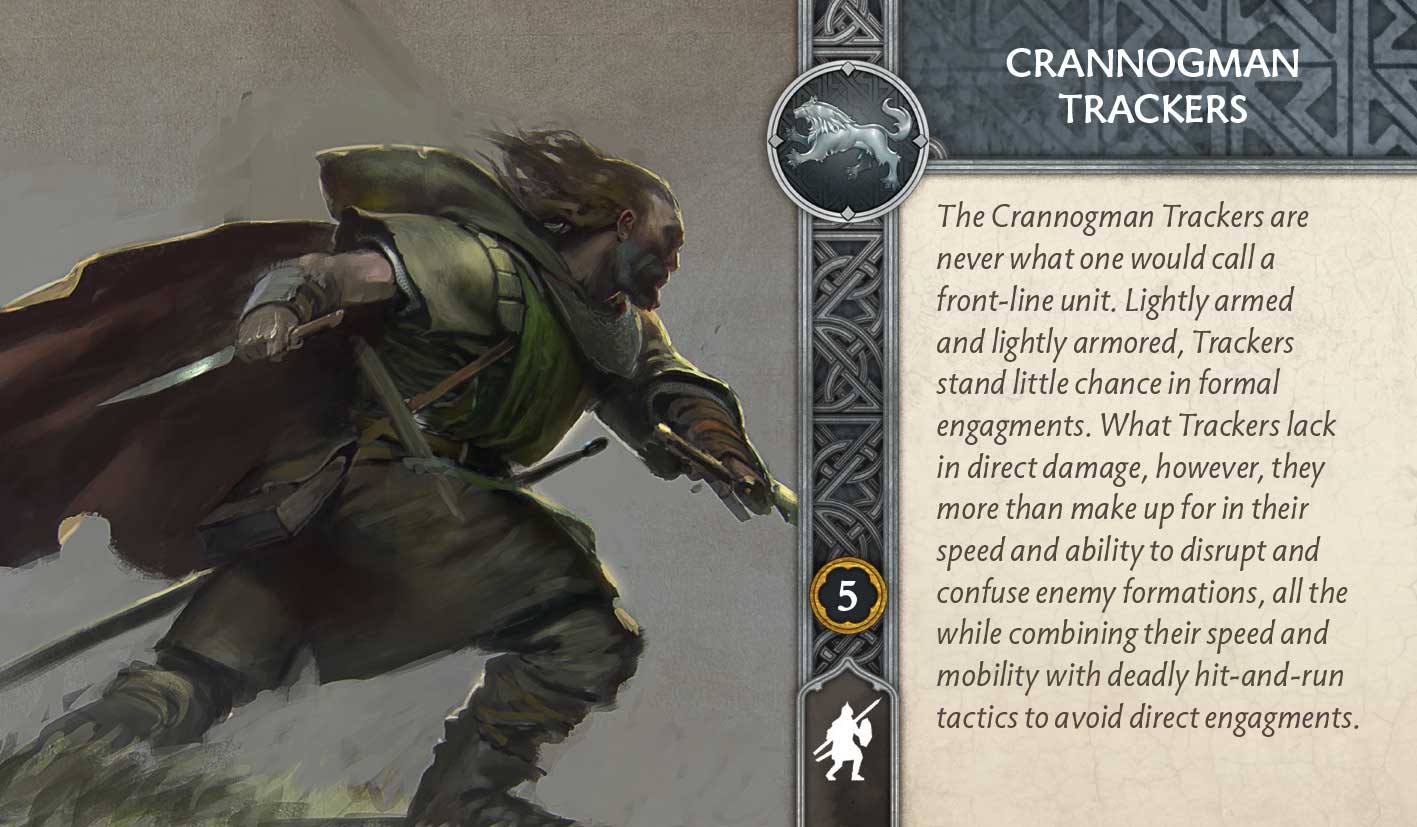 CRANNOGMAN
TRACKERS
The Crannogman Trackers are
never what one would call a
front-line unit. Lightly armed
and lightly armored, Trackers
stand little chance in formal
engagments. What Trackers lack
in direct damage, however, they
more than make up for in their
speed and ability to disrupt and
confuse enemy formations, all the
while combining their speed and
mobility with deadly hit-and-run
tactics to avoid direct engagments.
5